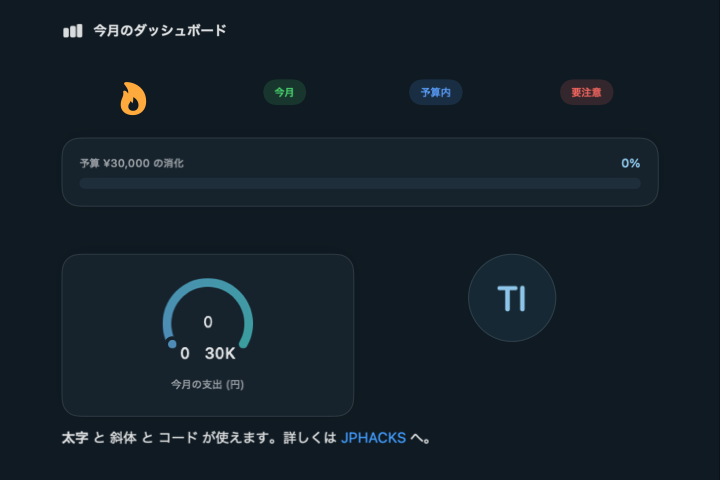 今月のダッシュボード
今月 予算内 要注意
予算 ¥30,000 の消化 0%
0
0 30K
今月の支出 (円)
TI
太字 と 斜体 と コード が使えます。詳しくは JPHACKS へ。